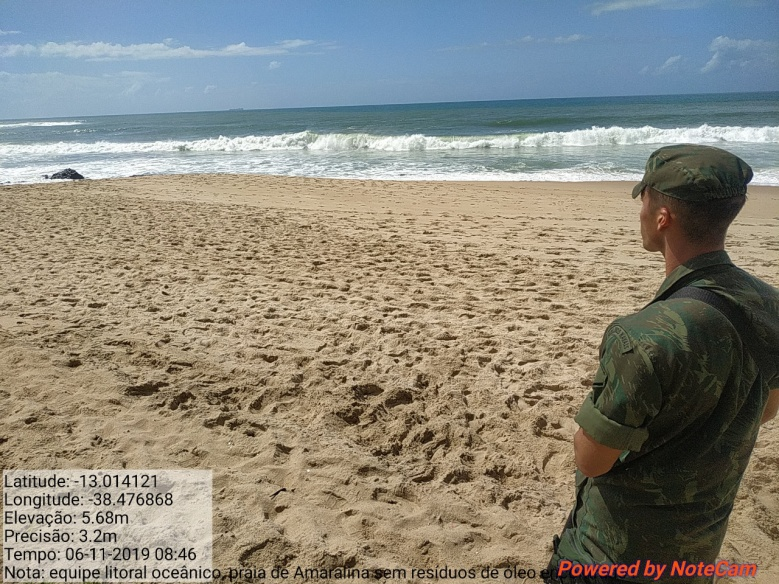 Latitude: -13.014121
Longitude: -38.476868
Elevação: 5.68m
Precisão: 3.2m
Tempo: 06-11-2019 08:46
Nota: equipe litoral oceânico, praia de Amaralina sem resíduos de óleo
Powered by NoteCam